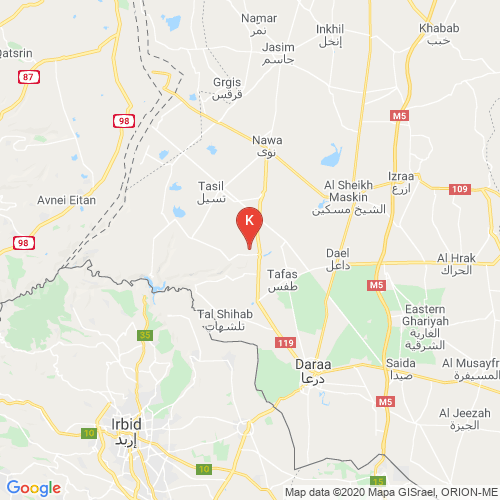 Namar
نمر
Inkhil
إنخل
Khabab
خبب
Qatsrin
Jasim
جاسم
87
Grgis
قرقس
98
M5
Nawa
نوى
Izraa
ازرع
Tasil
تسيل
Al Sheikh
Maskin
الشيخ مسكين
109
Avnei Eitan
K
98
Dael
داعل
Al Hrak
الحراك
Tafas
طفس
M5
Tal Shihab
تلشهاب
Eastern
Ghariyah
الغارية
الشرقية
35
119
Daraa
درعا
Saida
صيدا
Al Musayfr
المسيفرة
M5
Irbid
إربد
10
10
Al Jeezah
الجيزة
15
Google
Map data ©2020 Mapa GISrael, ORION-ME